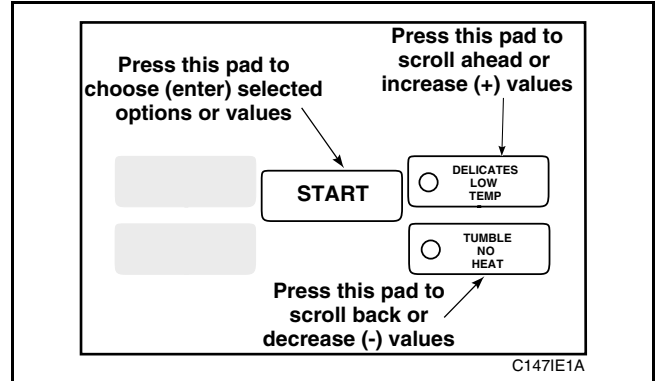 Press this pad to
choose (enter) selected
options or values
Press this pad to
scroll ahead or
increase (+) values
START
DELICATES
LOW
TEMP
TUMBLE
NO
HEAT
Press this pad to
scroll back or
decrease (-) values
C147IE1A